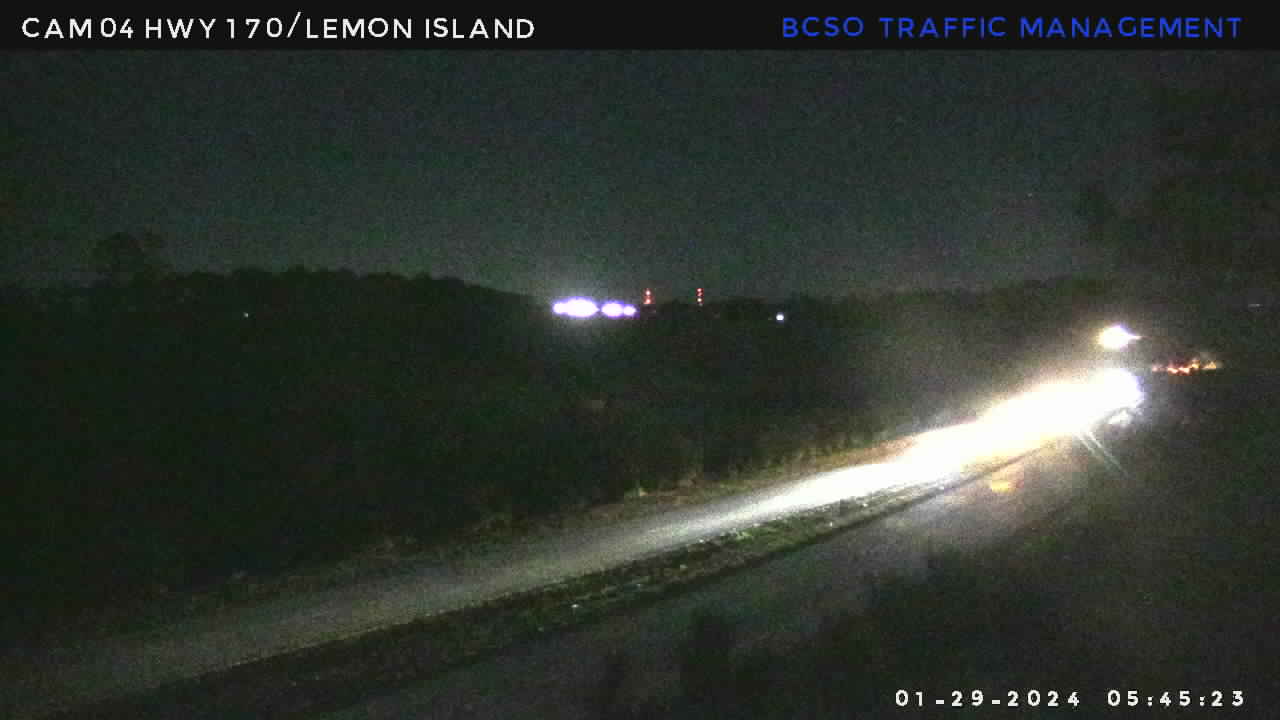 CAM04 HWY 170/LEMON ISLAND
BCSO TRAFFIC MANAGEMENT
01-29-2024 05:45:23